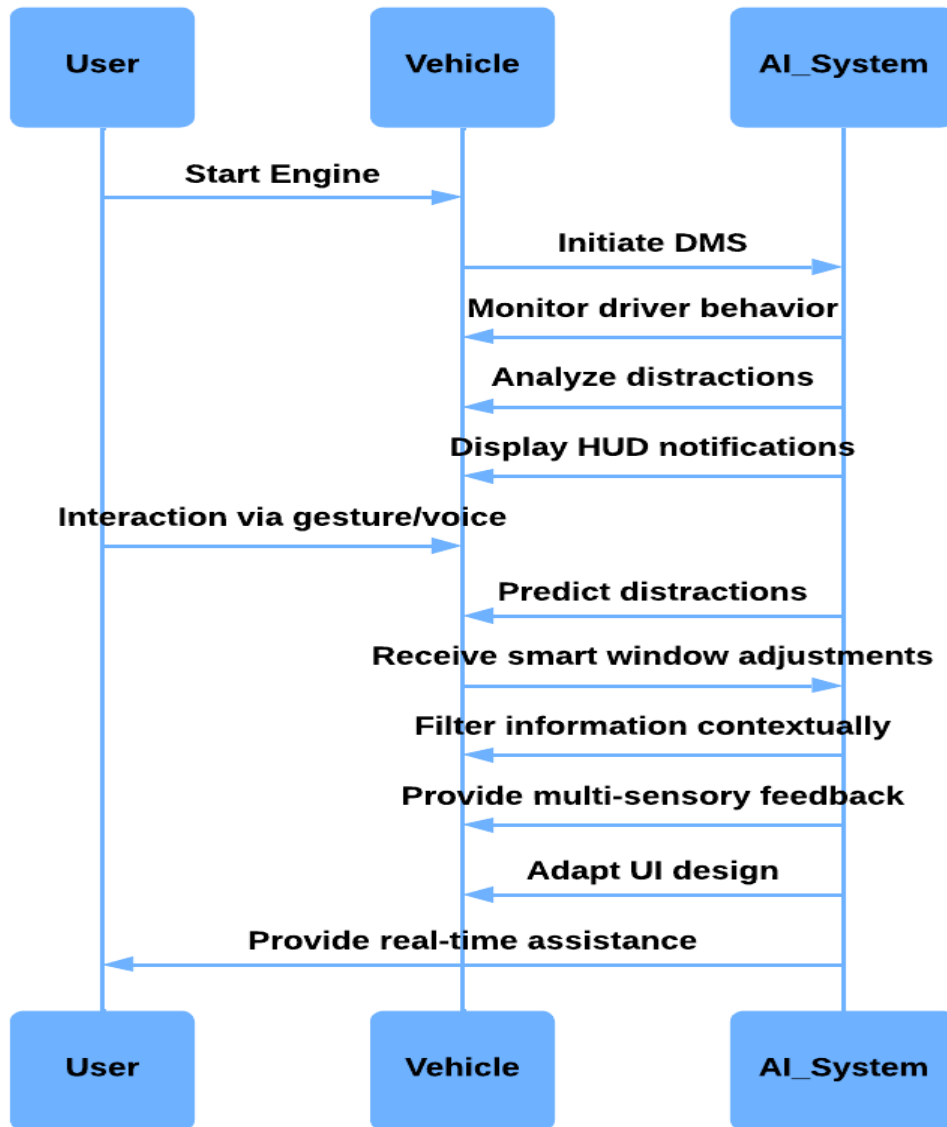 User
Vehicle
AI_System
Start Engine
Initiate DMS
Monitor driver behavior
Analyze distractions
Display HUD notifications
Interaction via gesture/voice
Predict distractions
Receive smart window adjustments
Filter information contextually
Provide multi-sensory feedback
Adapt UI design
Provide real-time assistance
User
Vehicle
AI_System